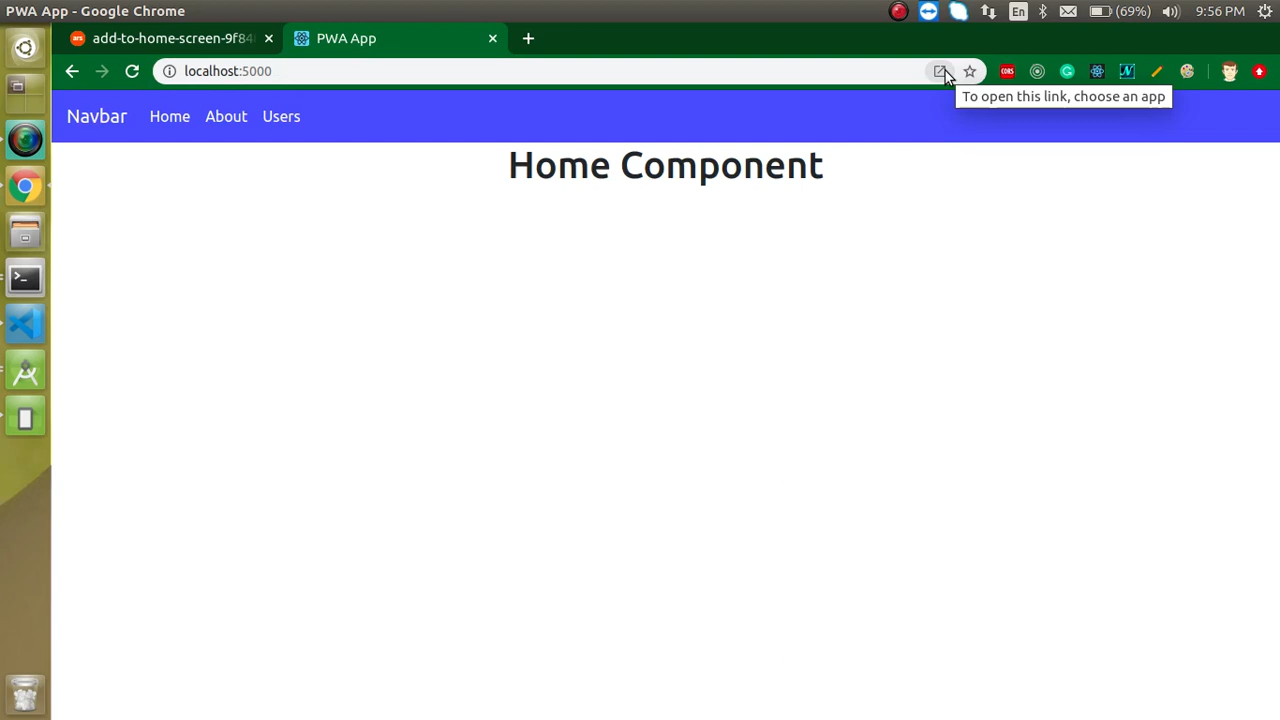 PWA App - Google Chrome
En
(69%)
9:56 PM
add-to-home-screen-9f84
PWA App
localhost:5000
CORS
To open this link, choose an app
Navbar
Home
About
Users
Home Component